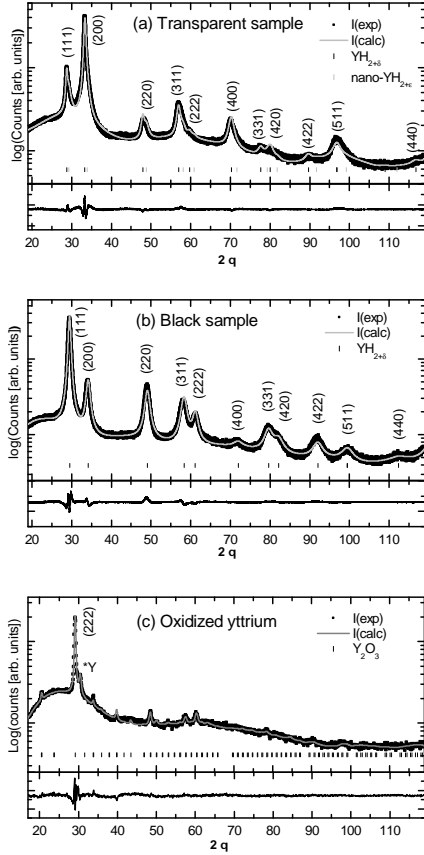 (a) Transparent sample
I(exp)
I(calc)
YH2+δ
nano-YH2+ε
(111)
(200)
(220)
(311)
(222)
(400)
(331)
(420)
(422)
(511)
(440)
log(Counts [arb. units])
20 30 40 50 60 70 80 90 100 110
2 q
(b) Black sample
I(exp)
I(calc)
YH2+δ
(111)
(200)
(220)
(311)
(222)
(400)
(331)
(420)
(422)
(511)
(440)
log(Counts [arb. units])
20 30 40 50 60 70 80 90 100 110
2 q
(c) Oxidized yttrium
I(exp)
I(calc)
Y2O3
(222)
*Y
Log(counts [arb. units])
20 30 40 50 60 70 80 90 100 110
2 q